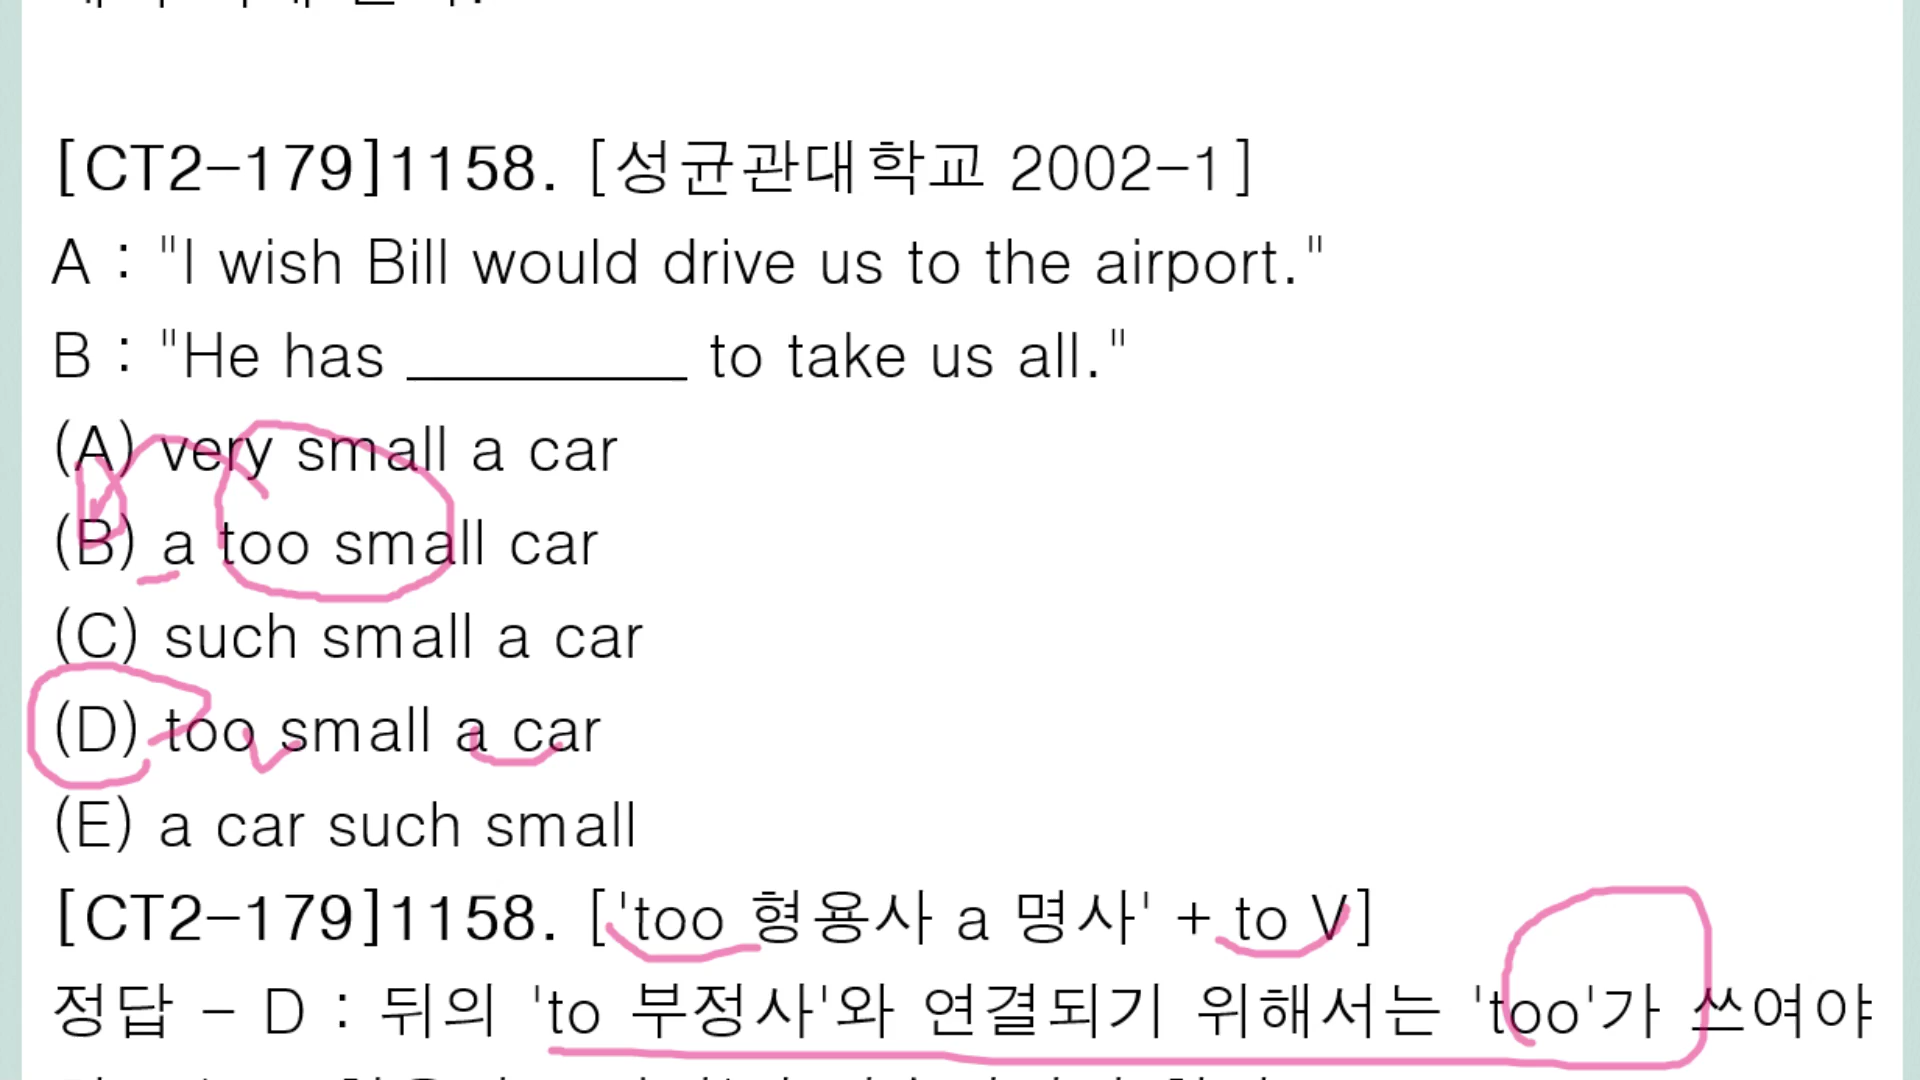 [CT2-179]1158. [성균관대학교 2002-1]
A : "I wish Bill would drive us to the airport."
B : "He has ________ to take us all."
(A) very small a car
(B) a too small car
(C) such small a car
(D) too small a car
(E) a car such small
[CT2-179]1158. ['too 형용사 a 명사' + to V]
정답 - D : 뒤의 'to 부정사'와 연결되기 위해서는 'too'가 쓰여야